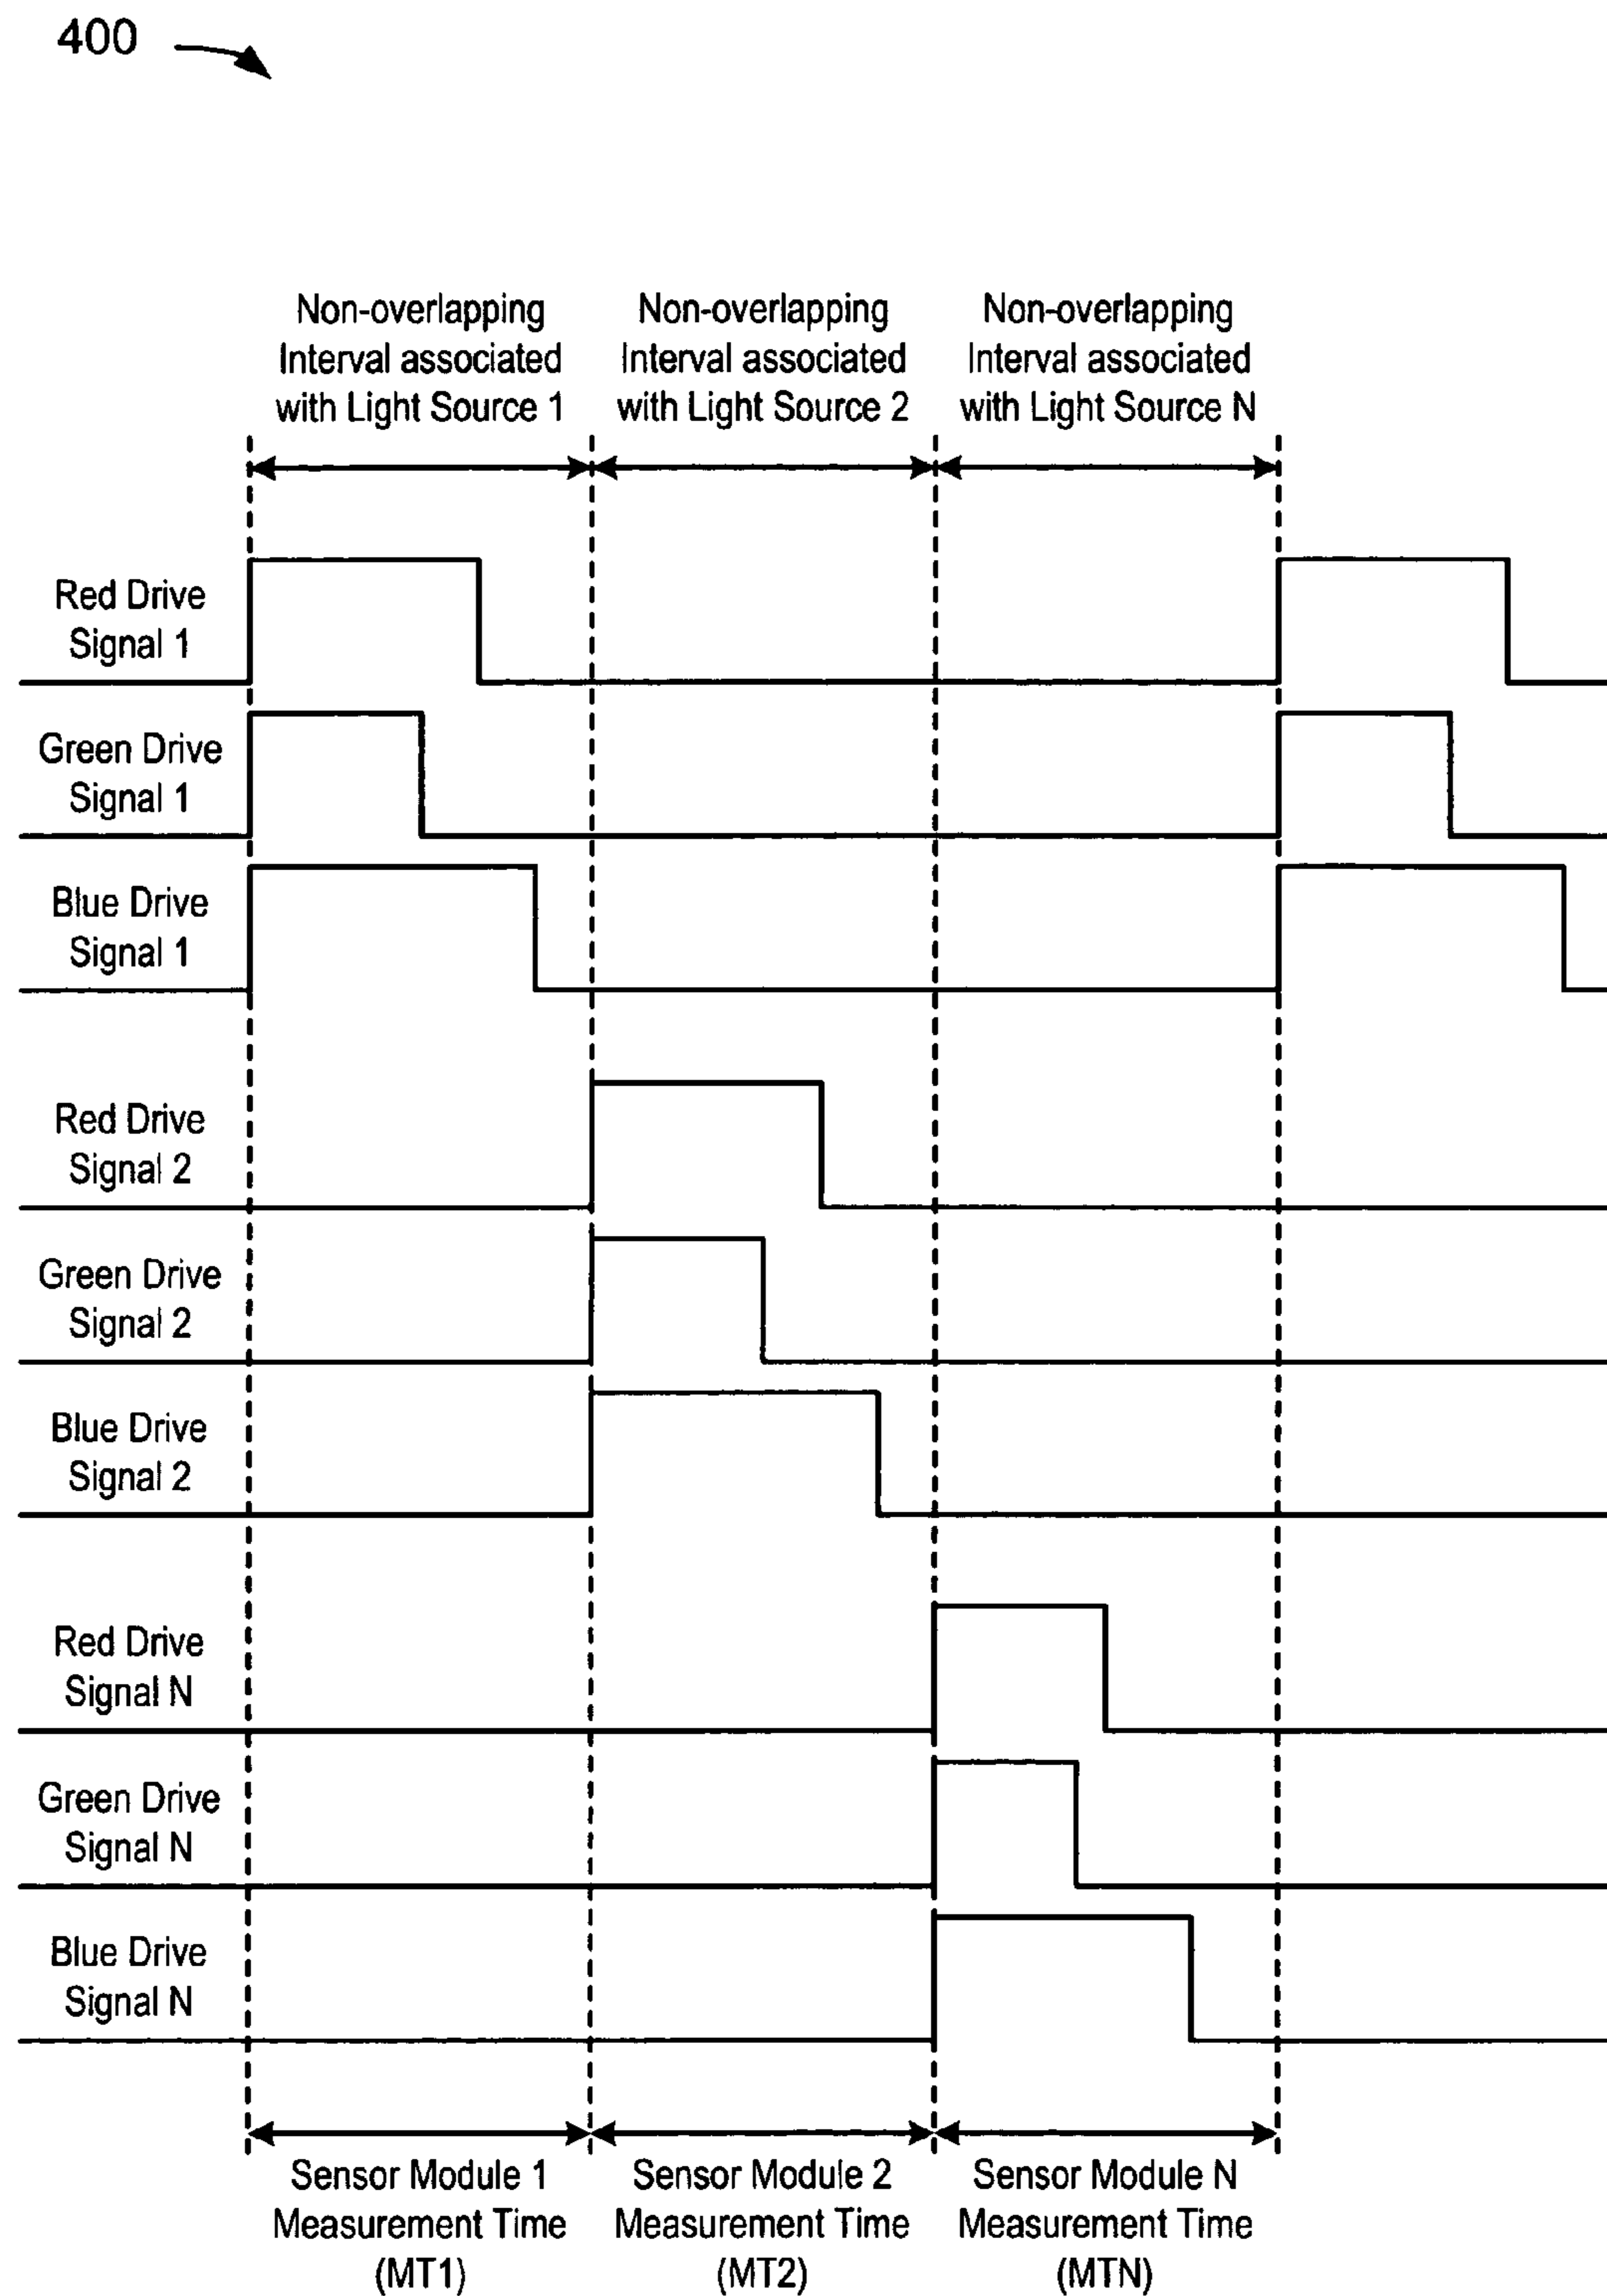 400
Non-overlapping
Interval associated
with Light Source 1
Non-overlapping
Interval associated
with Light Source 2
Non-overlapping
Interval associated
with Light Source N
Red Drive
Signal 1
Green Drive
Signal 1
Blue Drive
Signal 1
Red Drive
Signal 2
Green Drive
Signal 2
Blue Drive
Signal 2
Red Drive
Signal N
Green Drive
Signal N
Blue Drive
Signal N
Sensor Module 1
Measurement Time
(MT1)
Sensor Module 2
Measurement Time
(MT2)
Sensor Module N
Measurement Time
(MTN)